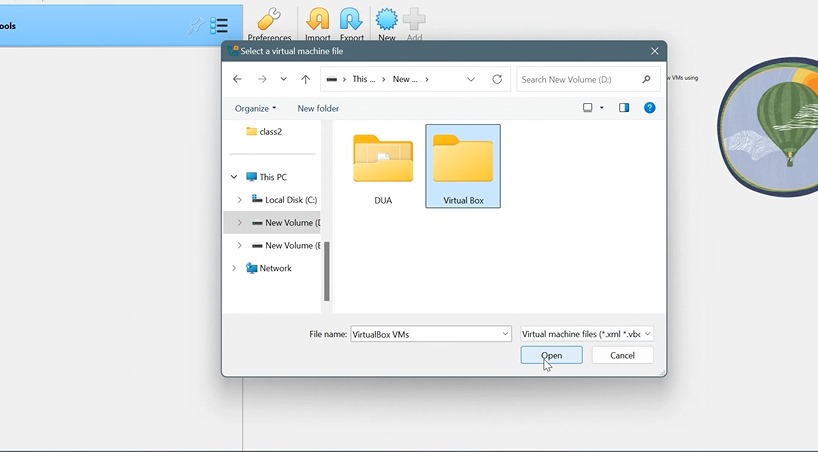 ools
Preferences
Import
Export
New
Add
Select a virtual machine file
This ...
New ...
Search New Volume (D:)
w VMs using
Organize
New folder
class2
This PC
Local Disk (C:)
New Volume (D
New Volume (E
Network
DUA
Virtual Box
File name:
VirtualBox VMs
Virtual machine files (*.xml *.vbo
Open
Cancel